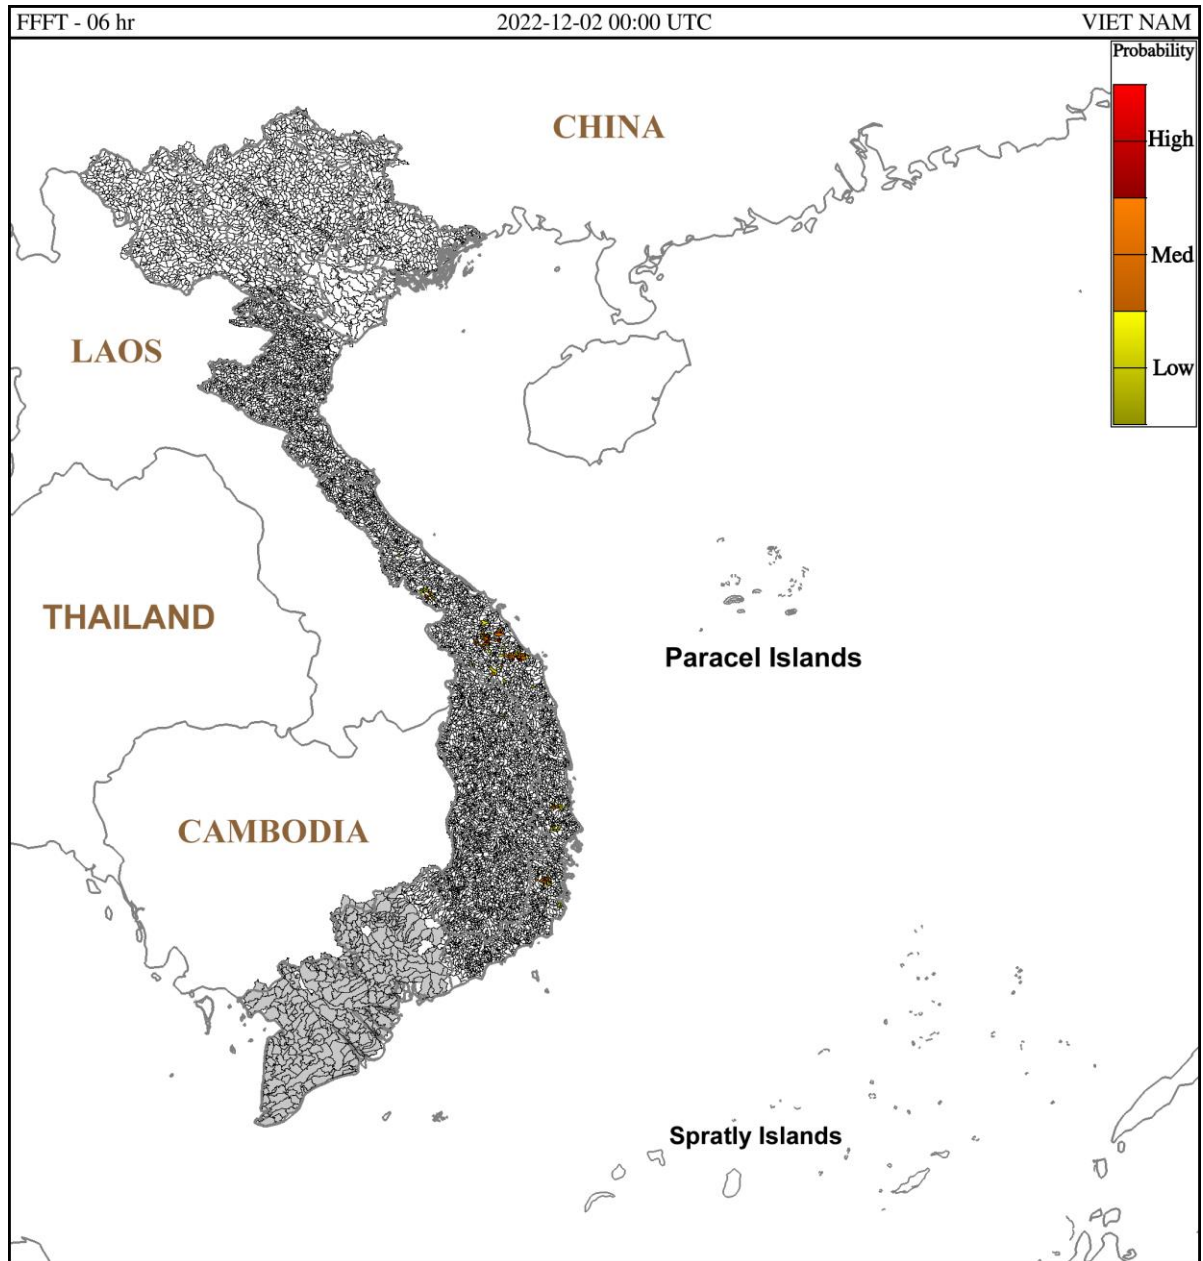 FFFT - 06 hr 2022-12-02 00:00 UTC VIET NAM
Probability
CHINA
High
Med
LAOS
Low
THAILAND
Paracel Islands
CAMBODIA
Spratly Islands